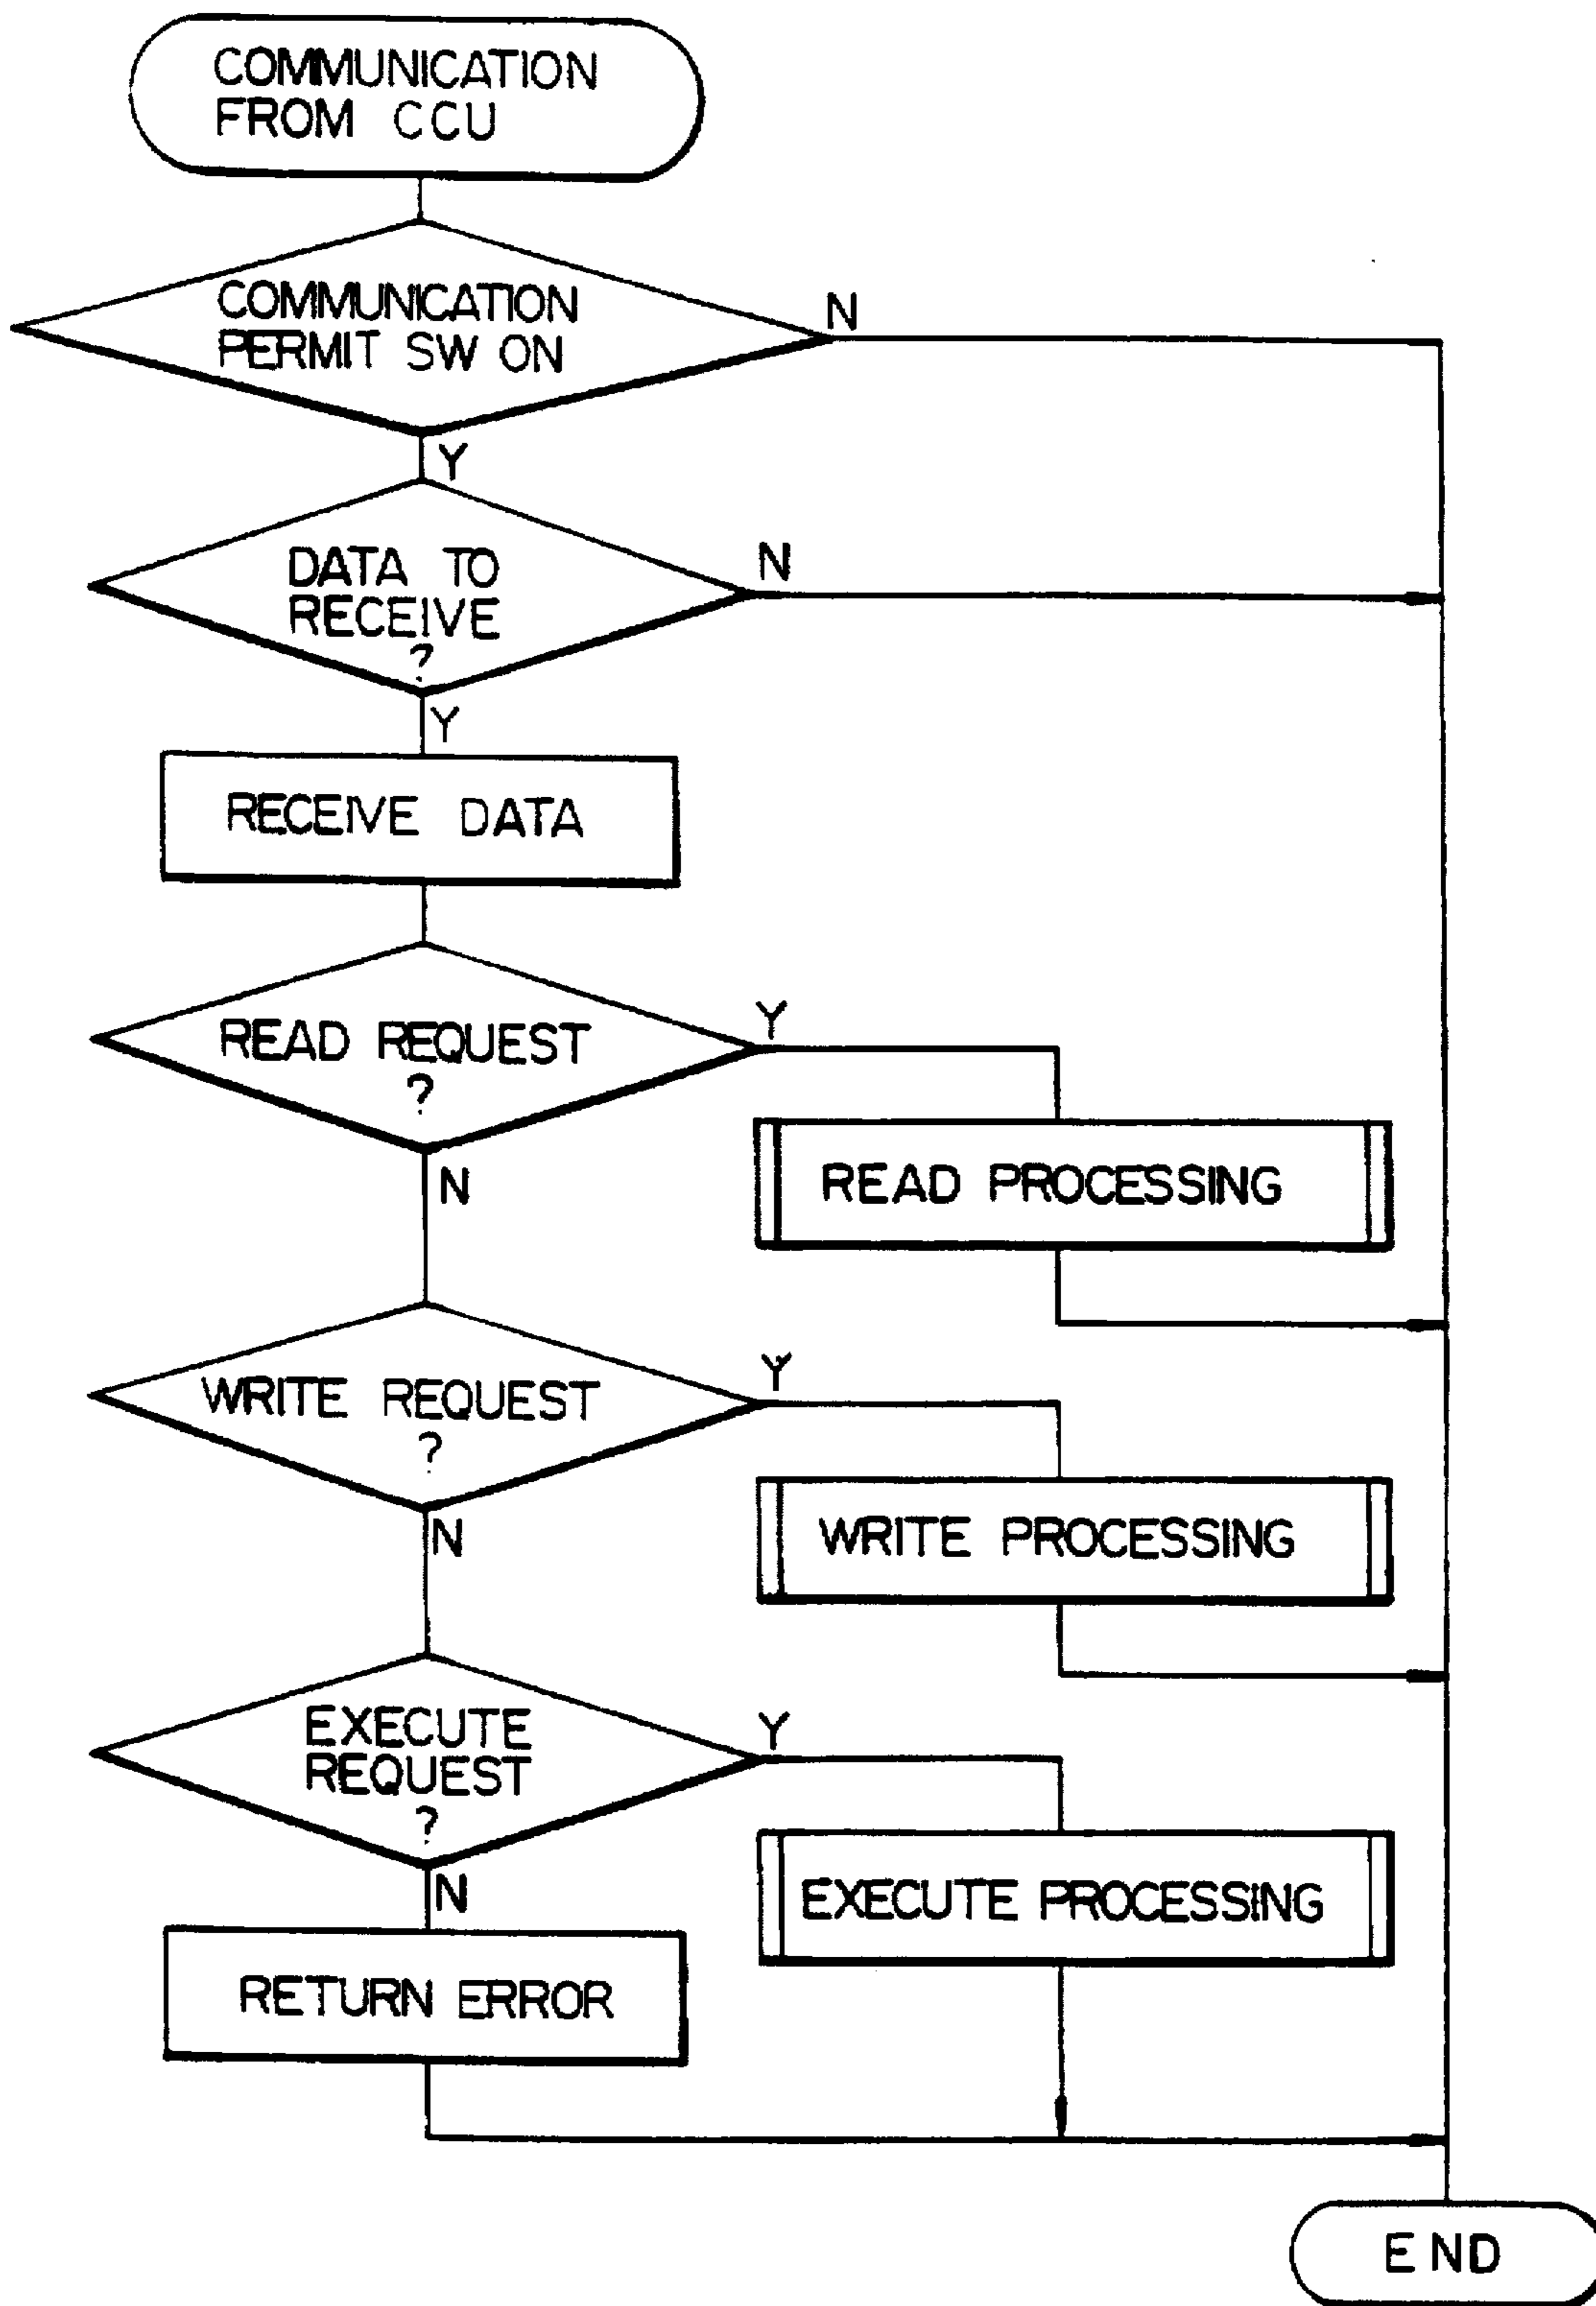 COMMUNICATION
FROM CCU
COMMUNICATION
PERMIT SW ON
N
Y
DATA TO
RECEIVE
?
N
Y
RECEIVE DATA
READ REQUEST
?
Y
N
READ PROCESSING
WRITE REQUEST
?
Y
N
WRITE PROCESSING
EXECUTE
REQUEST
?
Y
N
EXECUTE PROCESSING
RETURN ERROR
END